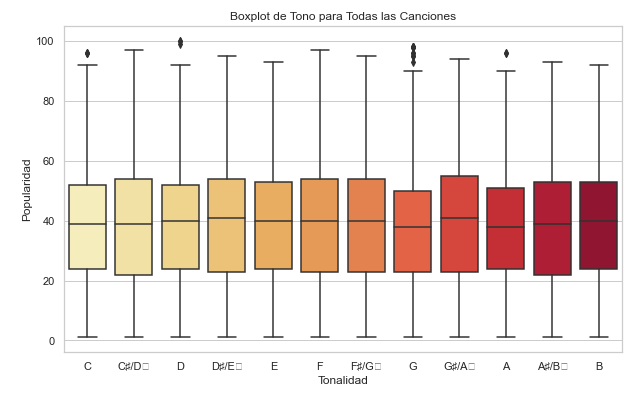 Boxplot de Tono para Todas las Canciones
Popularidad
100
80
60
40
20
0
C C♯/D□ D D♯/E□ E F F♯/G□ G G♯/A□ A A♯/B□ B
Tonalidad